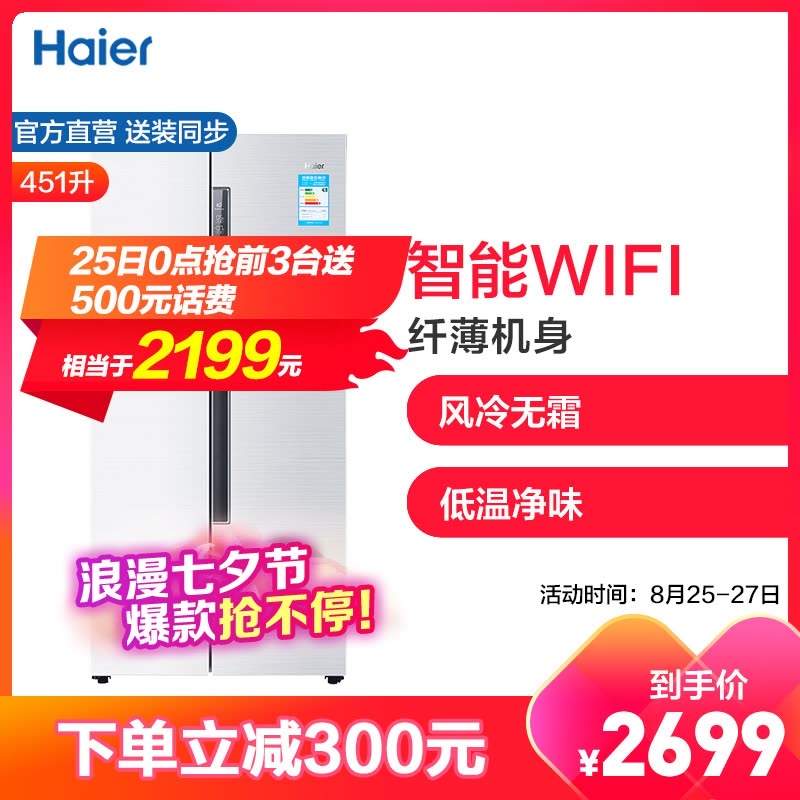 Haier
官方直营 送装同步
451升
Haier
25日0点抢前3台送
500元话费
相当于2199元
智能WIFI
纤薄机身
风冷无霜
低温净味
浪漫七夕节
爆款抢不停!
活动时间：8月25-27日
下单立减300元
到手价
¥2699